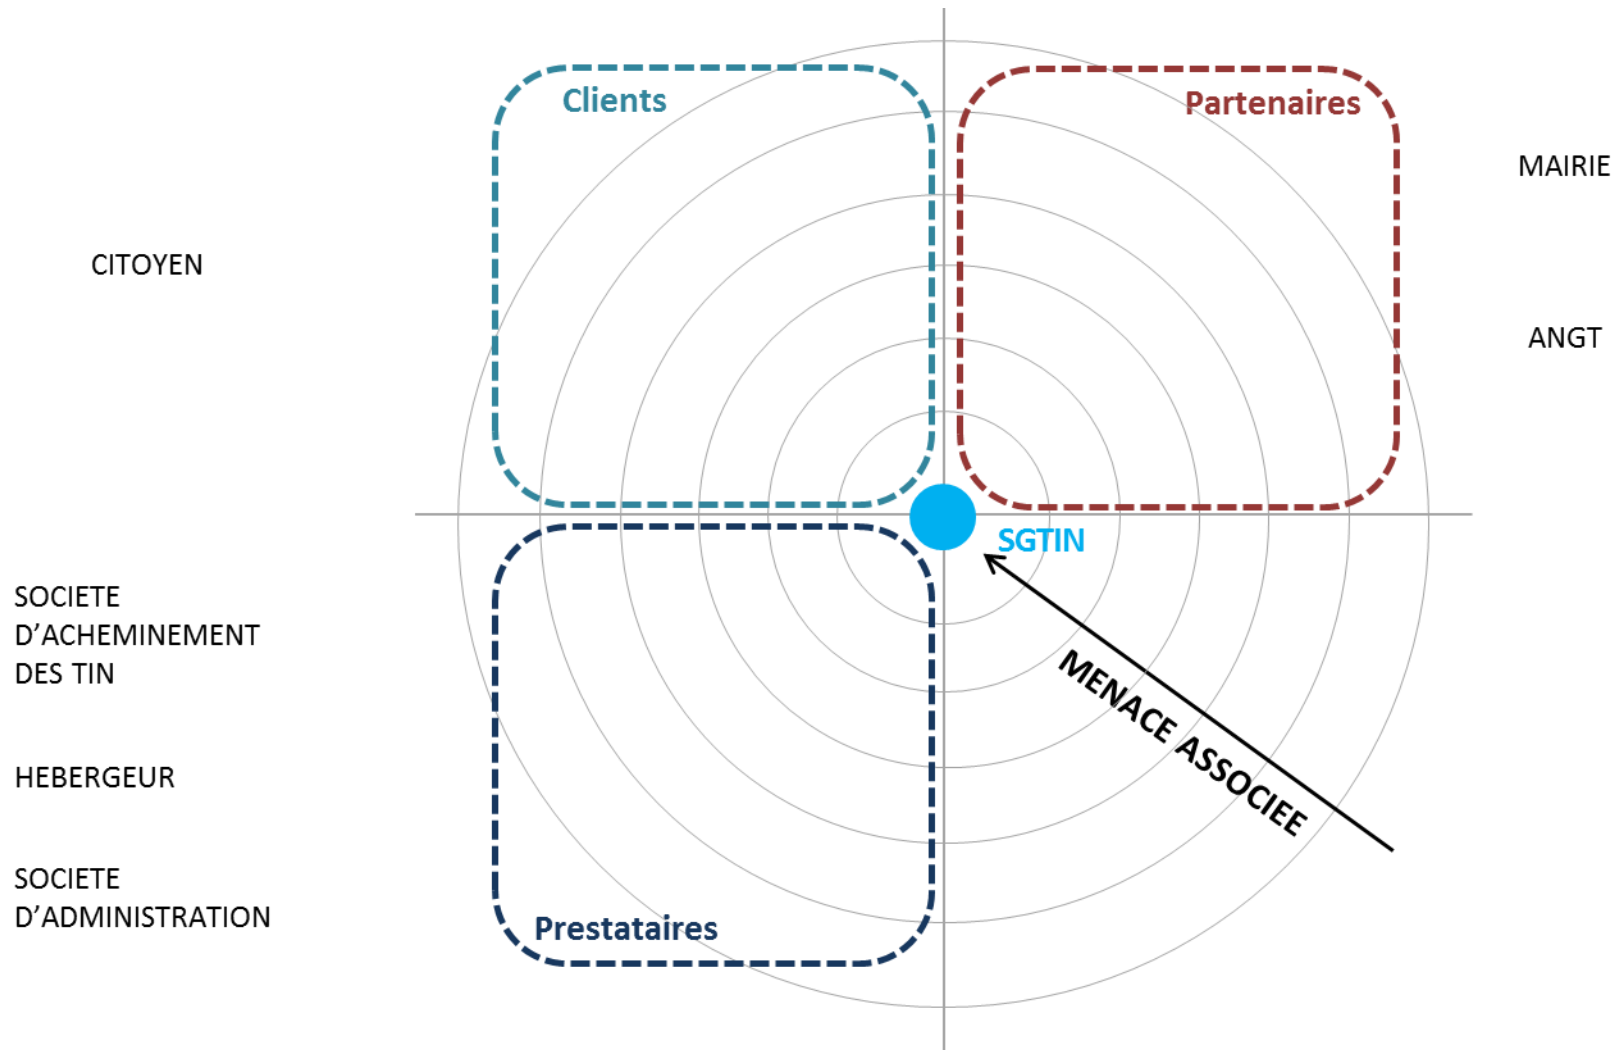 Clients
Partenaires
MAIRIE
CITOYEN
ANGT
SGTIN
SOCIETE
D’ACHEMINEMENT
DES TIN
MENACE ASSOCIEE
HEBERGEUR
SOCIETE
D’ADMINISTRATION
Prestataires